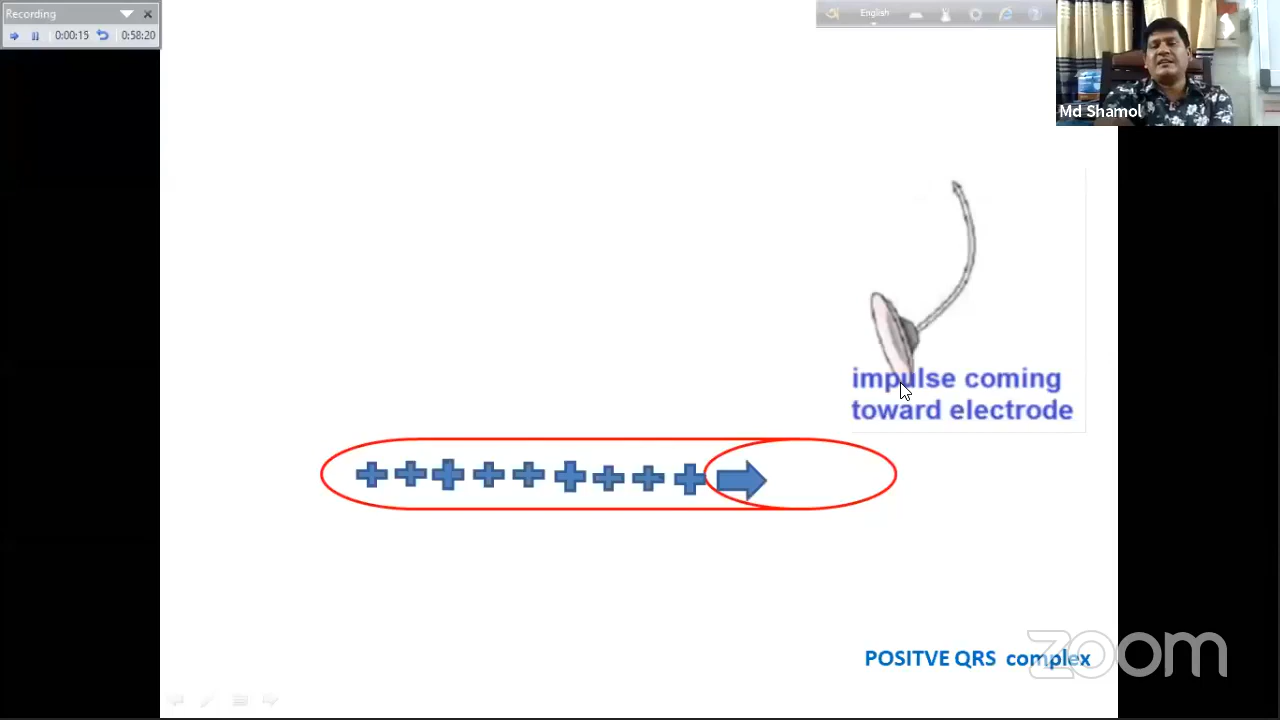 Recording
0:00:15
0:58:20
English
Md Shamol
impulse coming
toward electrode
POSITVE QRS complex
zoom